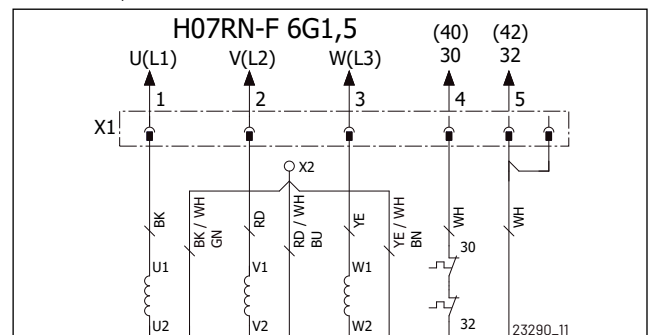 H07RN-F 6G1,5
(40) (42)
U(L1) V(L2) W(L3) 30 32
1 2 3 4 5
X1
X2
BK
BK / WH
GN
RD
RD / WH
BU
YE
YE / WH
BN
WH
WH
30
U1 V1 W1
U2 V2 W2 32
23290_11